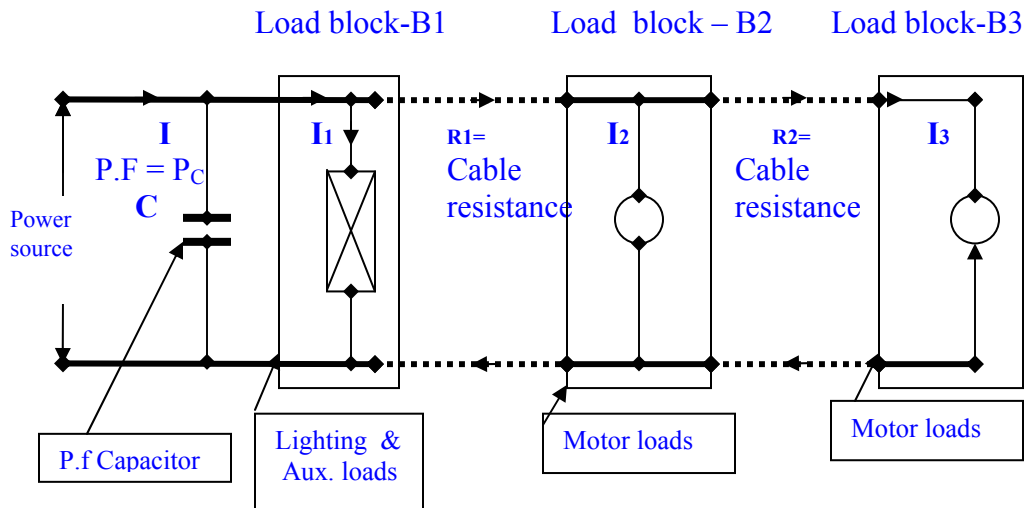 Load block-B1
Load block – B2
Load block-B3
I
I1
R1=
I2
R2=
I3
P.F = PC
Cable
resistance
Cable
resistance
C
Power
source
P.f Capacitor
Lighting &
Aux. loads
Motor loads
Motor loads